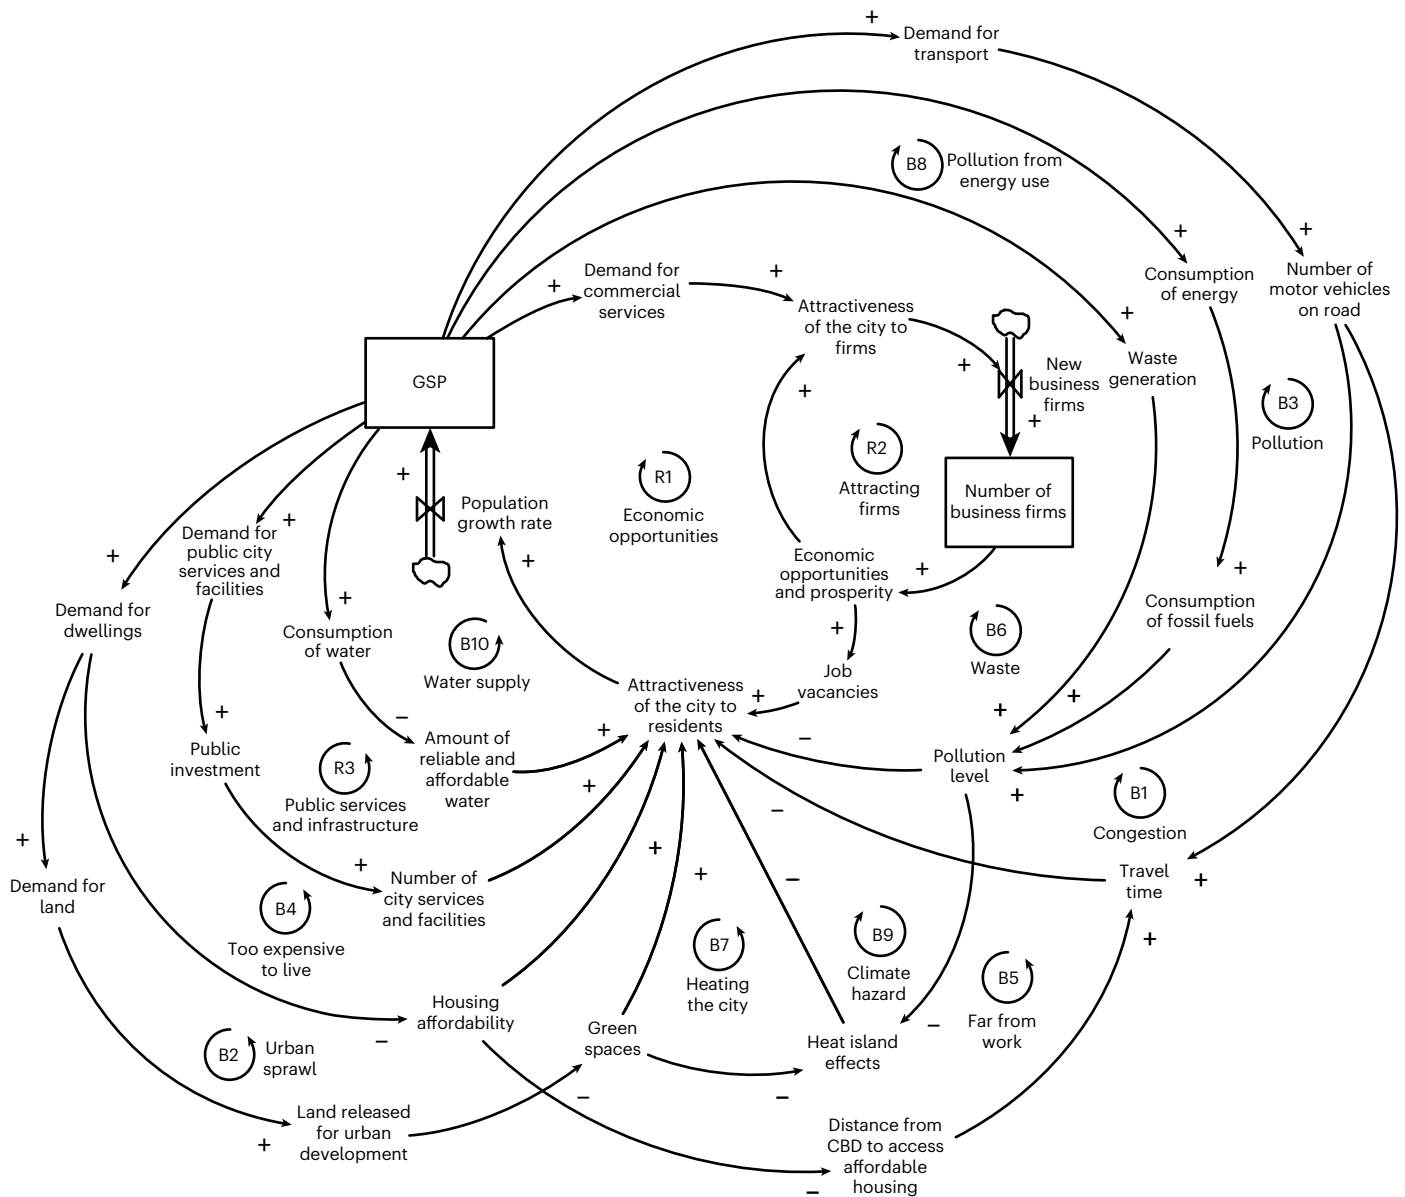 +
Demand for
transport
B8
Pollution from
energy use
+
+
Consumption
of energy
Number of
motor vehicles
on road
+
Demand for
commercial
services
+
Attractiveness
of the city to
firms
+
Waste
generation
GSP
+
New
business
firms
+
+
B3
Pollution
+
R1
Economic
opportunities
R2
Attracting
firms
Number of
business firms
+
Population
growth rate
+
Demand for
public city
services and
facilities
+
Demand for
dwellings
+
Economic
opportunities
and prosperity
+
+
Consumption
of fossil fuels
+
Consumption
of water
B10
Water supply
+
Job
vacancies
B6
Waste
+
Public
investment
−
Amount of
reliable and
affordable
water
+
Attractiveness
of the city to
residents
+
−
+
+
Pollution
level
+
R3
Public services
and infrastructure
+
−
B1
Congestion
+
Demand for
land
+
Number of
city services
and facilities
+
+
−
Travel
time
+
+
B4
Too expensive
to live
B7
Heating
the city
B9
Climate
hazard
B5
Far from
work
Housing
affordability
−
Green
spaces
Heat island
effects
−
B2
Urban
sprawl
+
Land released
for urban
development
−
−
Distance from
CBD to access
affordable
housing
−